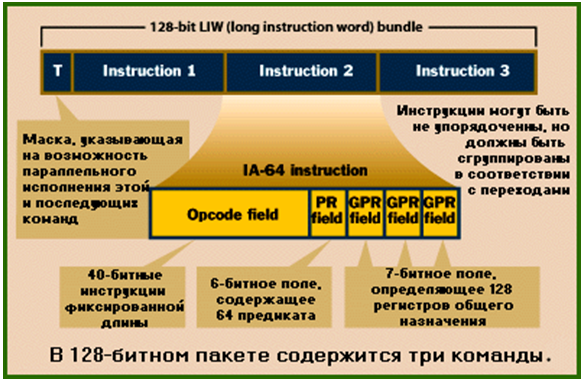 128-bit LIW (long instruction word) bundle
T
Instruction 1
Instruction 2
Instruction 3
Маска, указывающая
на возможность
параллельного
исполнения этой
и последующих
команд
Инструкции могут быть
не упорядоченны, но
должны быть
сгруппированы
в соответствии
с переходами
IA-64 instruction
Opcode field
PR
field
GPR
field
GPR
field
GPR
field
40-битные
инструкции
фиксированной
длины
6-битное поле,
содержащее
64 предиката
7-битное поле,
определяющее 128
регистров общего
назначения
В 128-битном пакете содержится три команды.